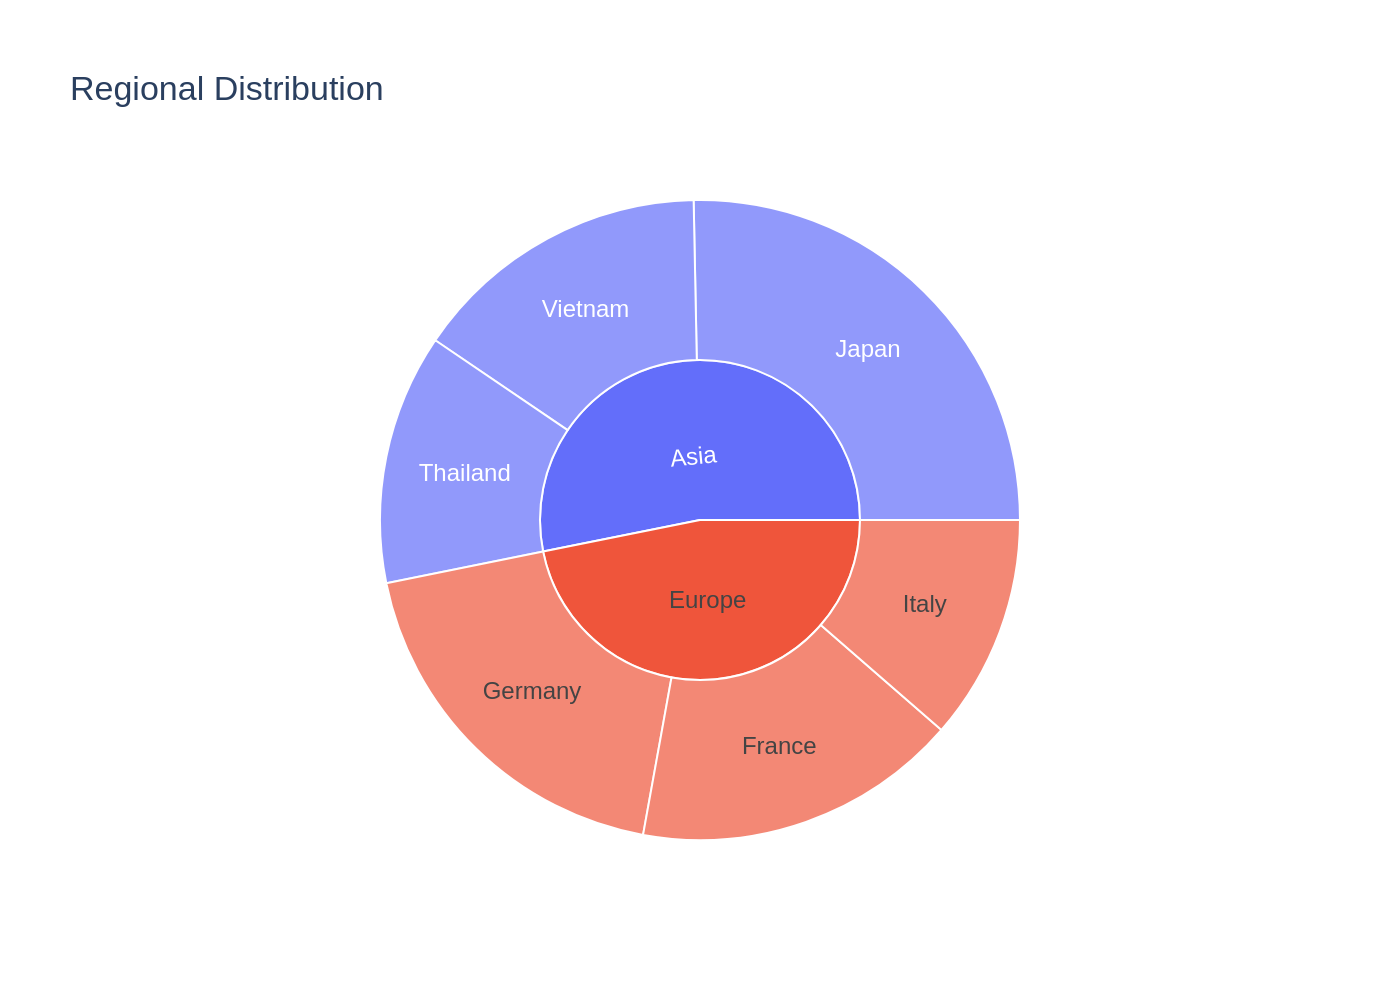 Regional Distribution
Vietnam
Japan
Asia
Thailand
Europe
Italy
Germany
France